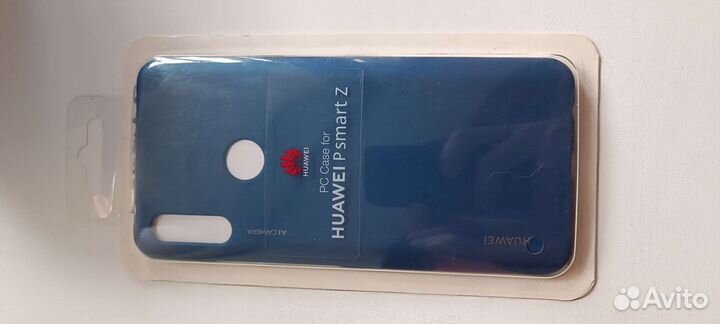 HUAWEI
PC Case for
HUAWEI P smart Z
AI CAMERA
HUAWEI
Avito